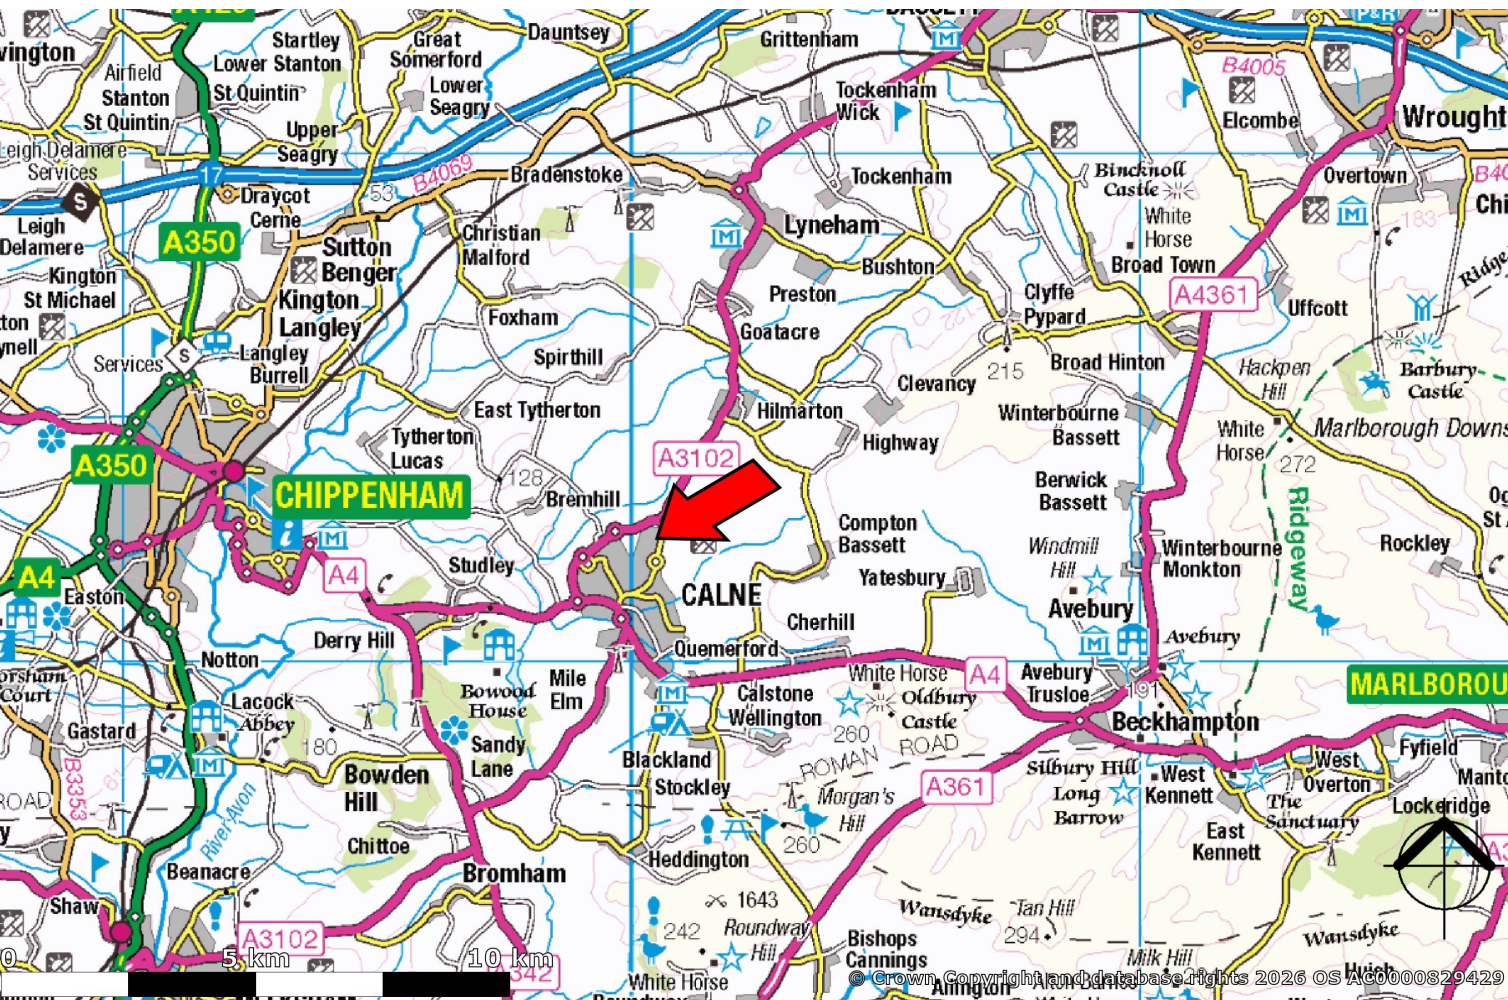 Dauntsey
Grittenham
Startley
Lower Stanton
St Quintin
Great
Somerford
Lower
Seagry
Airfield
Stanton
St Quintin
Upper
Seagry
Leigh Delamere
Services
S
17
B4069
53
Bradenstoke
Tockenham
Wick
Tockenham
B4005
Elcombe
Overtown
183
P&R
Binknoll
Castle
White
Horse
Broad Town
A4361
Uffcott
Draycot
Cerne
Leigh
Delamere
A350
Kington
St Michael
Sutton
Benger
Kington
Langley
Langley
Burrell
Services
S
Christian
Malford
Lyneham
Bushton
Preston
Goatacre
Foxham
Spirthill
122
Clyffe
Pypard
215
Broad Hinton
Clevancy
Hilmarton
Highway
Winterbourne
Bassett
Hackpen
Hill
White
Horse
272
Barbury
Castle
Marlborough Downs
Ridgeway
East Tytherton
Tytherton
Lucas
A3102
128
Bremhill
A350
CHIPPENHAM
Berwick
Bassett
Compton
Bassett
Windmill
Hill
Winterbourne
Monkton
Rockley
A4
A4
Easton
Studley
Yatesbury
CALNE
Avebury
Avebury
Cherhill
Derry Hill
Quemerford
Notton
Mile
Elm
Bowood
House
Calstone
Wellington
White Horse
Oldbury
Castle
260
A4
Avebury
Trusloe
191
Beckhampton
Lacock
Abbey
Gastard
180
Sandy
Lane
Blackland
Stockley
ROMAN
ROAD
Bowden
Hill
B3353
ROAD
River Avon
Morgan's
Hill
260
A361
Silbury Hill
Long
Barrow
West
Kennett
West
Overton
Fyfield
The
Sanctuary
East
Kennett
Lockeridge
Chittoe
Heddington
Beanacre
Bromham
Shaw
A3102
1643
Roundway
Hill
242
White Horse
Wansdyke
Tan Hill
294
Wansdyke
Milk Hill
Bishops
Cannings
0
5 km
10 km
© Crown Copyright and database rights 2026 OS AC0000829429